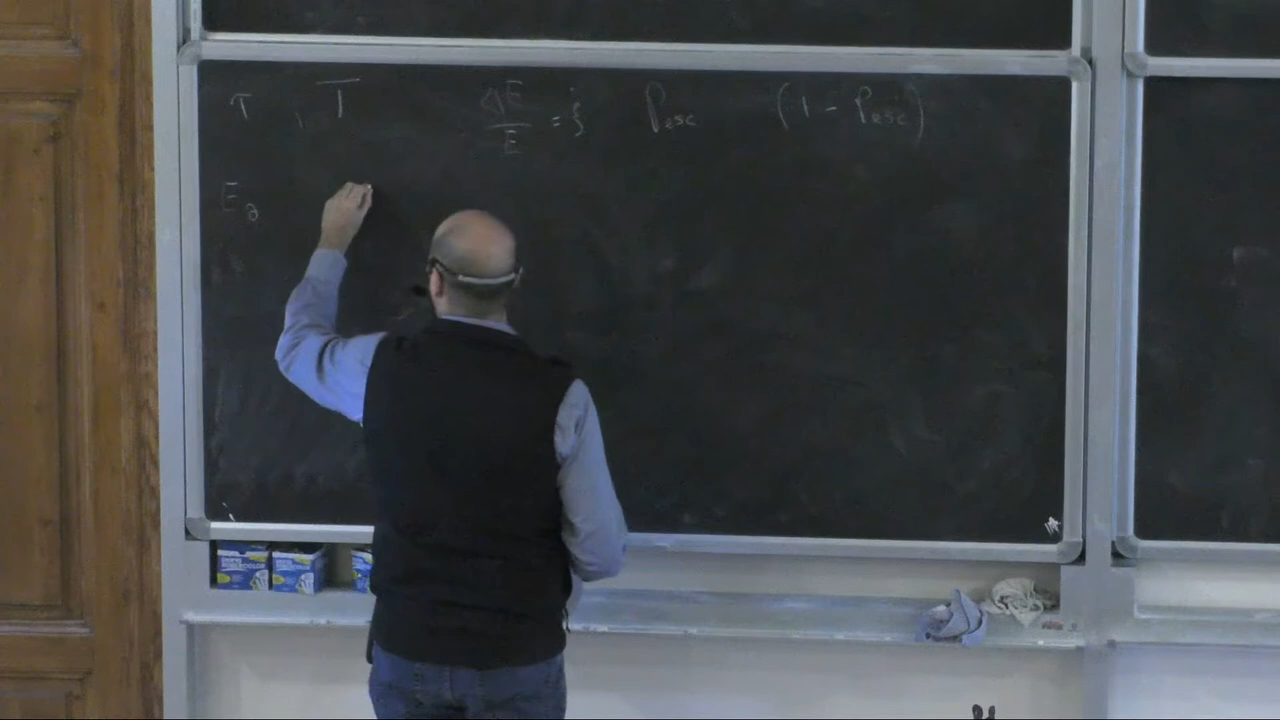 τ , T ΔE/E = ξ P_esc (1 - P_esc)
E_0